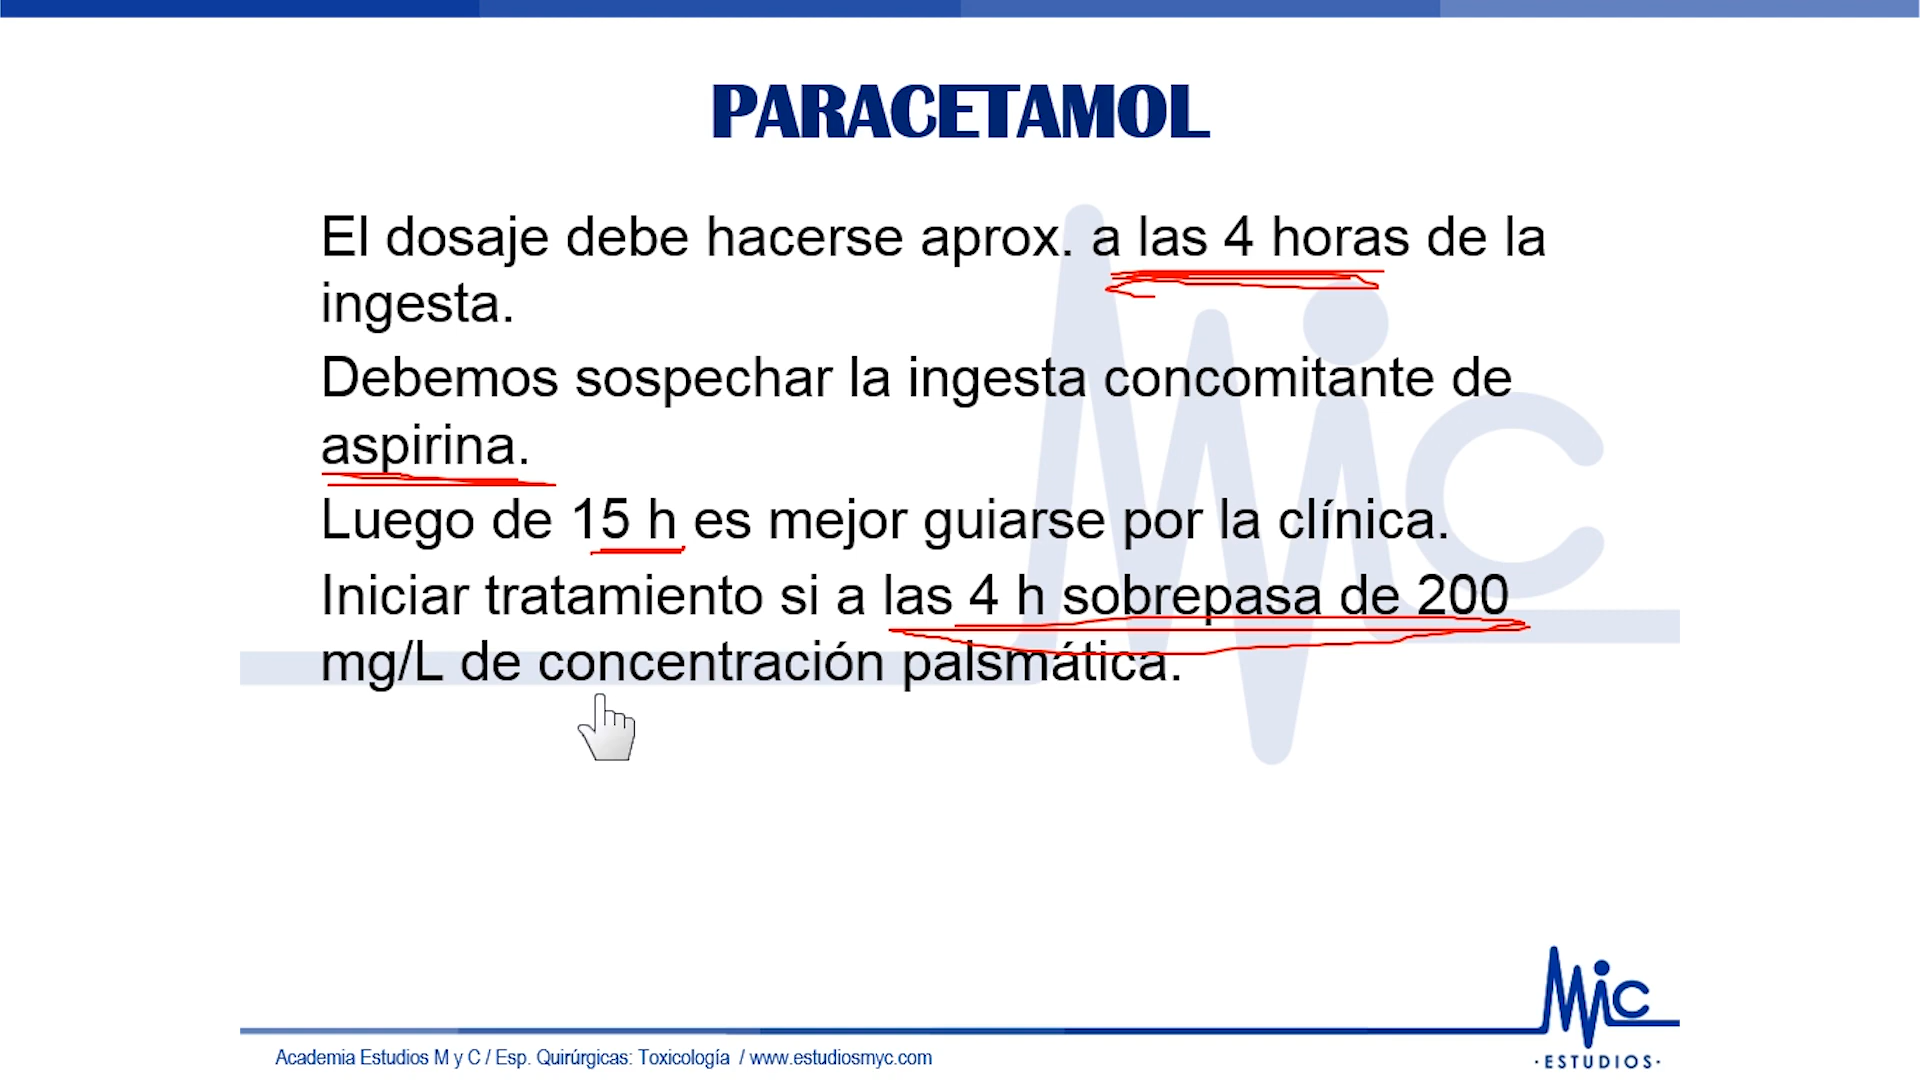 PARACETAMOL
El dosaje debe hacerse aprox. a las 4 horas de la
ingesta.
Debemos sospechar la ingesta concomitante de
aspirina.
Luego de 15 h es mejor guiarse por la clínica.
Iniciar tratamiento si a las 4 h sobrepasa de 200
mg/L de concentración palsmática.
Mic
·ESTUDIOS·
Academia Estudios M y C / Esp. Quirúrgicas: Toxicología / www.estudiosmyc.com